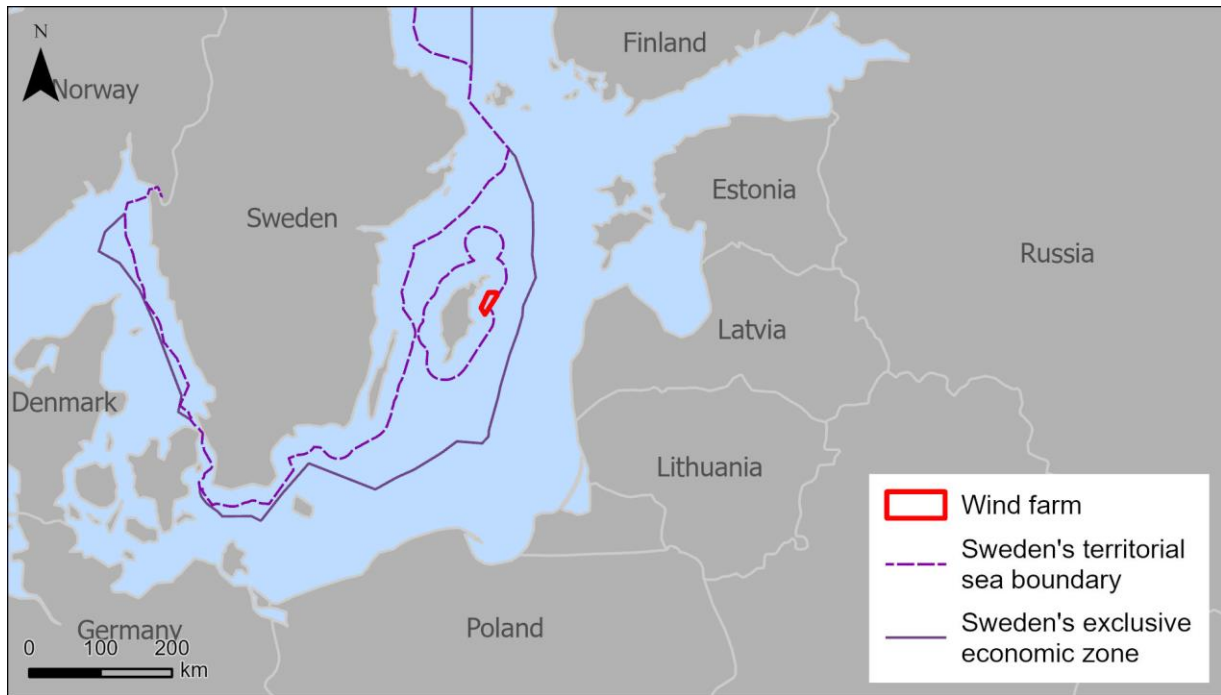 N
Finland
Norway
Estonia
Sweden
Russia
Latvia
Denmark
Lithuania
Wind farm
Sweden's territorial
sea boundary
Sweden's exclusive
economic zone
Germany
Poland
0 100 200
km